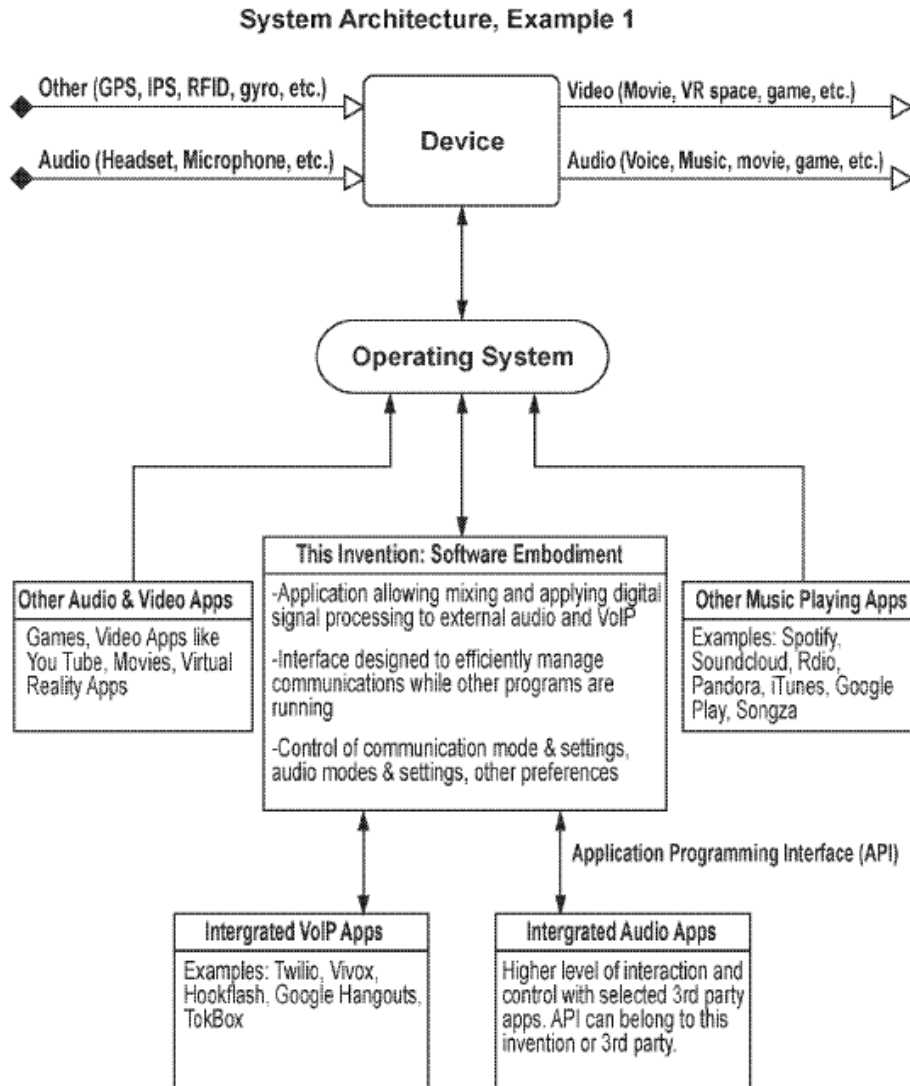 System Architecture, Example 1
Other (GPS, IPS, RFID, gyro, etc.)
Video (Movie, VR space, game, etc.)
Device
Audio (Headset, Microphone, etc.)
Audio (Voice, Music, movie, game, etc.)
Operating System
This Invention: Software Embodiment
-Application allowing mixing and applying digital
signal processing to external audio and VoIP
-Interface designed to efficiently manage
communications while other programs are
running
-Control of communication mode & settings,
audio modes & settings, other preferences
Other Audio & Video Apps
Games, Video Apps like
You Tube, Movies, Virtual
Reality Apps
Other Music Playing Apps
Examples: Spotify,
Soundcloud, Rdio,
Pandora, iTunes, Google
Play, Songza
Application Programming Interface (API)
Intergrated VoIP Apps
Examples: Twilio, Vivox,
Hookflash, Google Hangouts,
TokBox
Intergrated Audio Apps
Higher level of interaction and
control with selected 3rd party
apps. API can belong to this
invention or 3rd party.